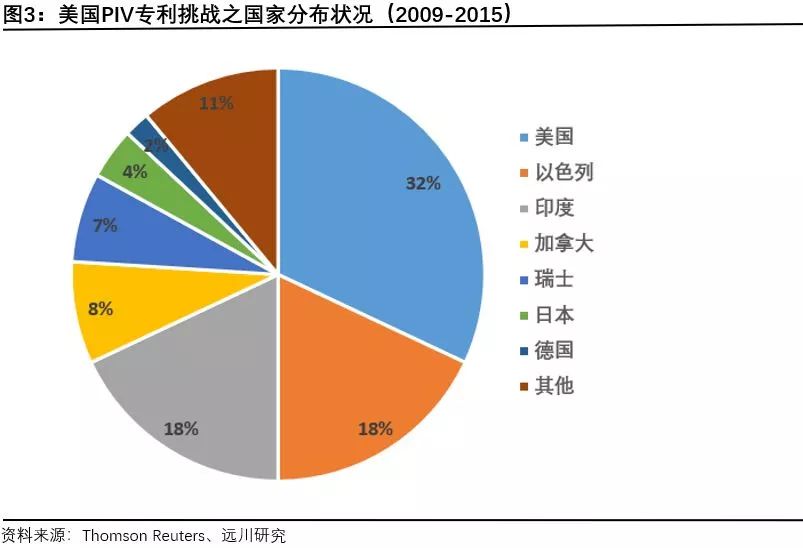 图3：美国PIV专利挑战之国家分布状况（2009-2015）
11%
2%
4%
7%
8%
18%
18%
32%
美国
以色列
印度
加拿大
瑞士
日本
德国
其他
资料来源：Thomson Reuters、远川研究